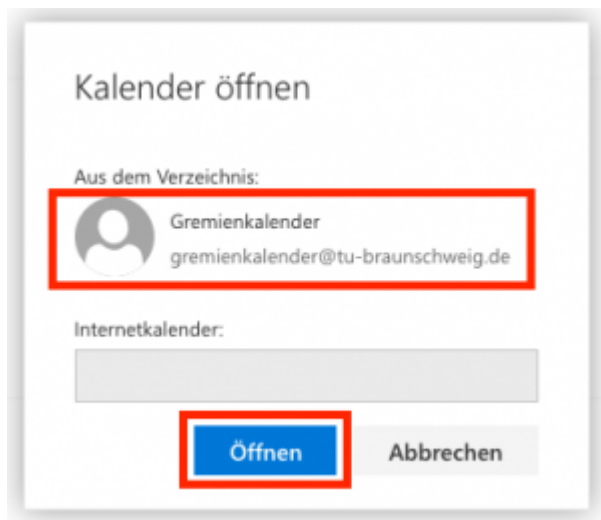 Kalender öffnen
Aus dem Verzeichnis:
Gremienkalender
gremienkalender@tu-braunschweig.de
Internetkalender:
Öffnen Abbrechen